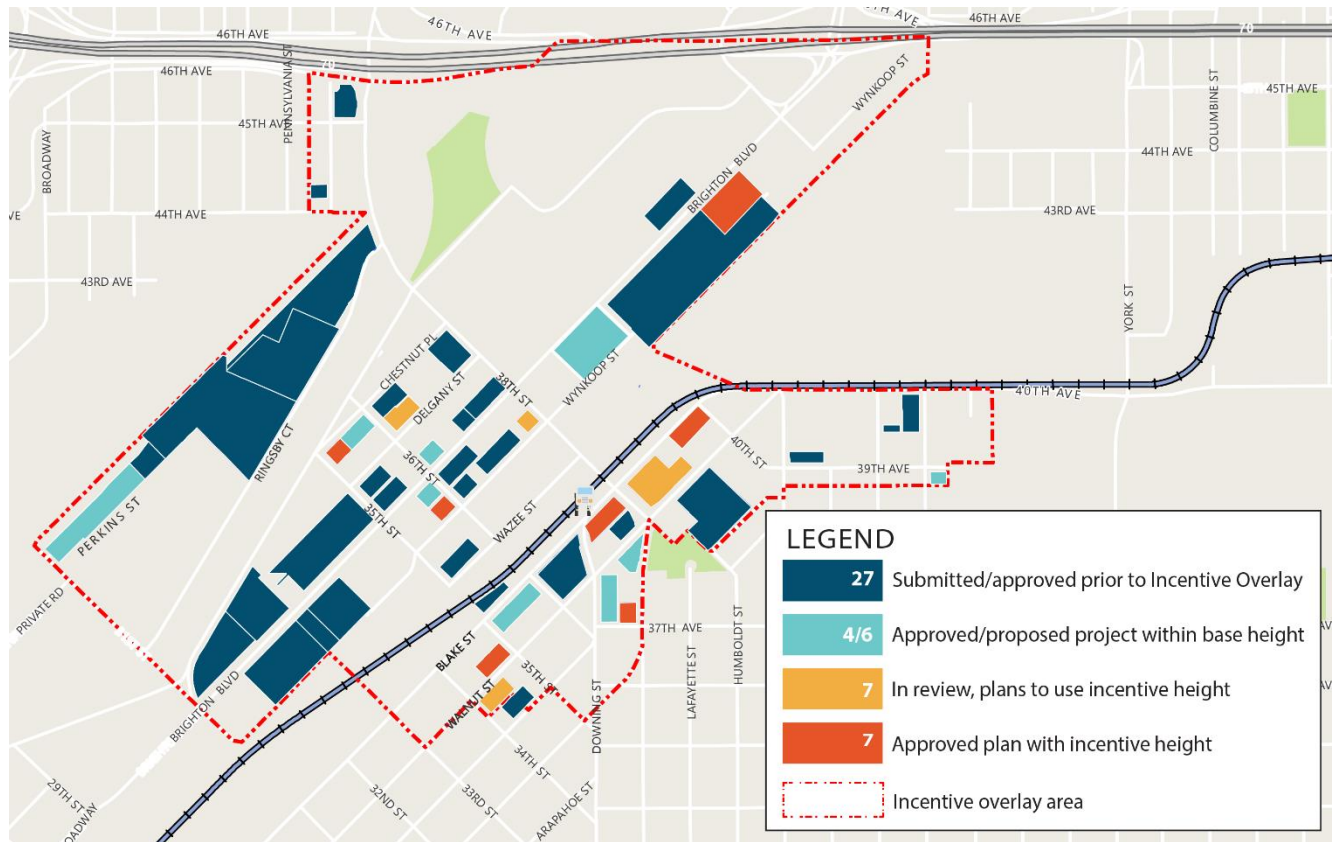 46TH AVE
46TH AVE
46TH AVE
46TH AVE
70
70
46TH AVE
PENNSYLVANIA ST
WYNKOOP ST
COLUMBINE ST
45TH AVE
45TH AVE
BROADWAY
44TH AVE
BRIGHTON BLVD
VE
44TH AVE
43RD AVE
43RD AVE
YORK ST
CHESTNUT PL
DELGANY ST
38TH ST
WYNKOOP ST
40TH AVE
RINGSBY CT
36TH ST
40TH ST
39TH AVE
PERKINS ST
35TH ST
WAZEE ST
PRIVATE RD
37TH AVE
BLAKE ST
35TH ST
WALNUT ST
DOWNING ST
LAFAYETTE ST
HUMBOLDT ST
BRIGHTON BLVD
34TH ST
29TH ST
OADWAY
32ND ST
33RD ST
ARAPAHOE ST
LEGEND
27 Submitted/approved prior to Incentive Overlay
4/6 Approved/proposed project within base height
7 In review, plans to use incentive height
7 Approved plan with incentive height
Incentive overlay area